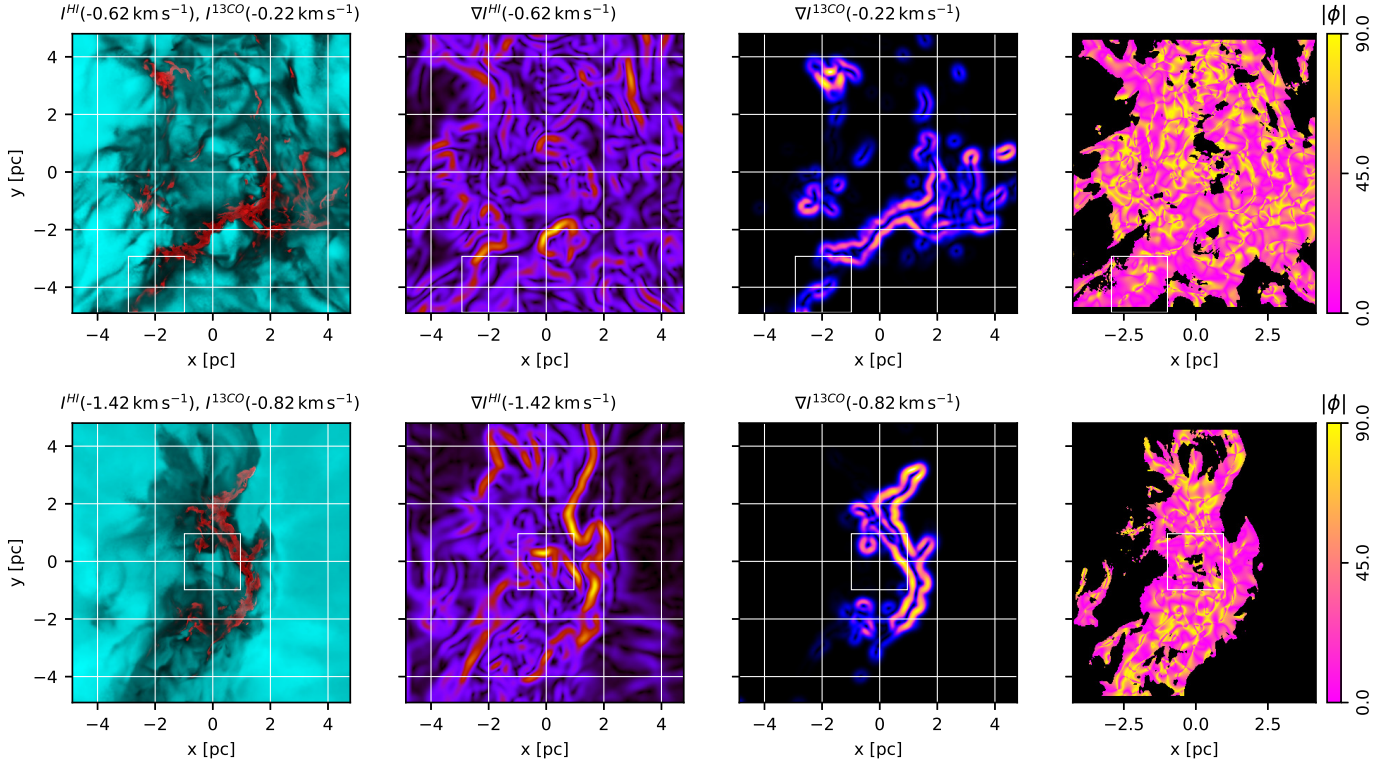 I^HI(-0.62 km s⁻¹), I^13CO(-0.22 km s⁻¹)
∇I^HI(-0.62 km s⁻¹)
∇I^13CO(-0.22 km s⁻¹)
|ϕ|
4
2
0
−2
−4
y [pc]
90.0
45.0
0.0
−4 −2 0 2 4
−4 −2 0 2 4
−4 −2 0 2 4
−2.5 0.0 2.5
x [pc]
x [pc]
x [pc]
x [pc]
I^HI(-1.42 km s⁻¹), I^13CO(-0.82 km s⁻¹)
∇I^HI(-1.42 km s⁻¹)
∇I^13CO(-0.82 km s⁻¹)
|ϕ|
4
2
0
−2
−4
y [pc]
90.0
45.0
0.0
−4 −2 0 2 4
−4 −2 0 2 4
−4 −2 0 2 4
−2.5 0.0 2.5
x [pc]
x [pc]
x [pc]
x [pc]